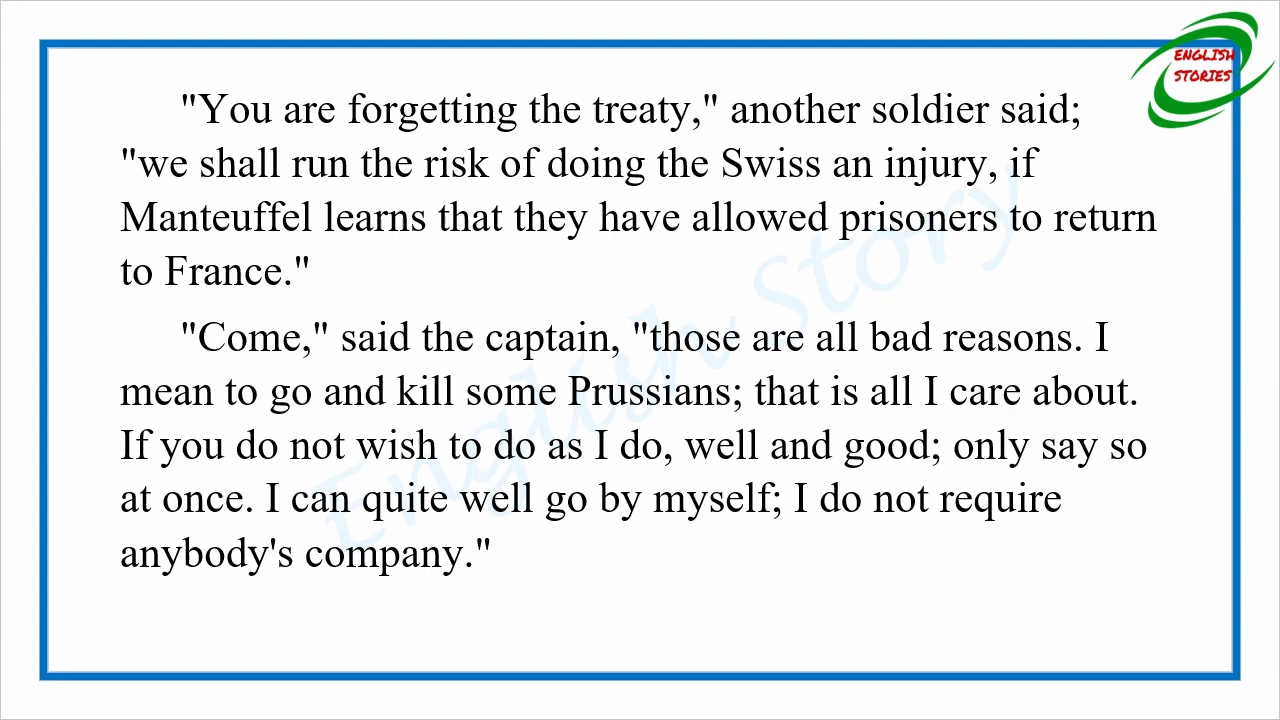 ENGLISH
STORIES
"You are forgetting the treaty," another soldier said;
"we shall run the risk of doing the Swiss an injury, if
Manteuffel learns that they have allowed prisoners to return
to France."
"Come," said the captain, "those are all bad reasons. I
mean to go and kill some Prussians; that is all I care about.
If you do not wish to do as I do, well and good; only say so
at once. I can quite well go by myself; I do not require
anybody's company."
English Story